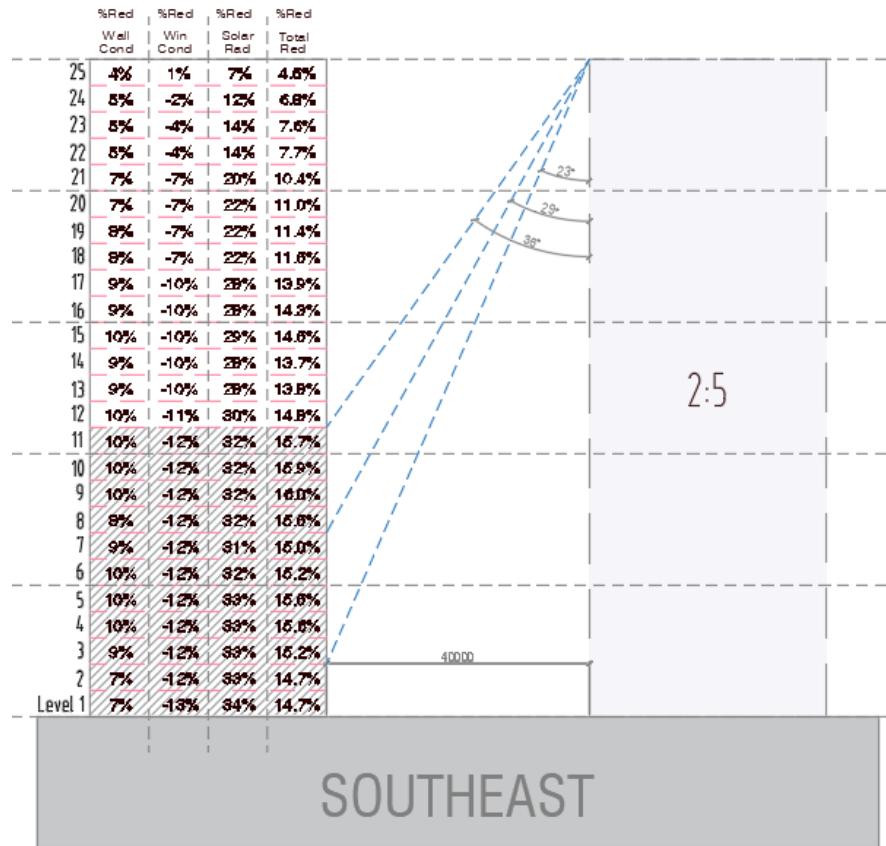 %Red %Red %Red %Red
Wall Cond Win Cond Solar Rad Total Red
25 4% 1% 7% 4.6%
24 5% -2% 12% 6.8%
23 5% -4% 14% 7.6%
22 5% -4% 14% 7.7%
21 7% -7% 20% 10.4%
20 7% -7% 22% 11.0%
19 8% -7% 22% 11.4%
18 8% -7% 22% 11.6%
17 9% -10% 28% 13.9%
16 9% -10% 28% 14.3%
15 10% -10% 29% 14.6%
14 9% -10% 28% 13.7%
13 9% -10% 28% 13.8%
12 10% -11% 30% 14.8%
11 10% -12% 32% 15.7%
10 10% -12% 32% 15.9%
9 10% -12% 32% 16.0%
8 8% -12% 32% 15.6%
7 9% -12% 31% 15.0%
6 10% -12% 32% 15.2%
5 10% -12% 33% 15.6%
4 10% -12% 33% 15.6%
3 9% -12% 33% 15.2%
2 7% -12% 33% 14.7%
Level 1 7% -13% 34% 14.7%
23°
29°
38°
2:5
40000
SOUTHEAST